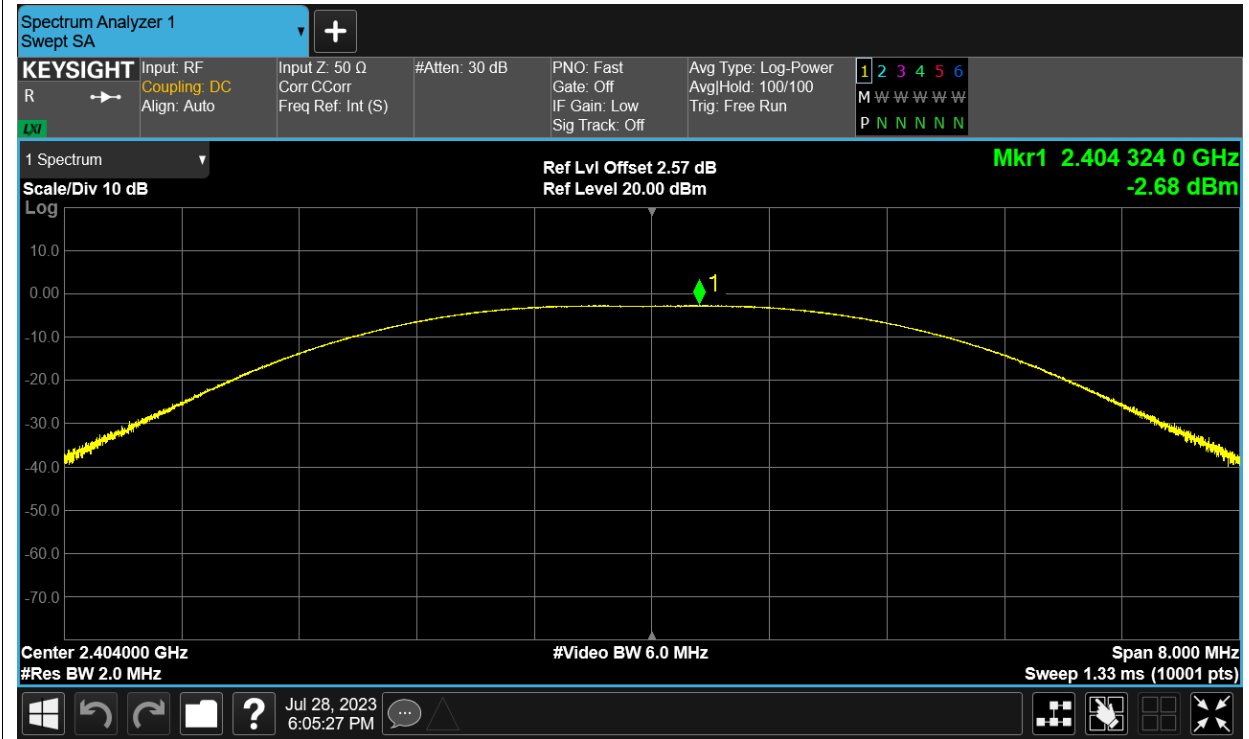 Spectrum Analyzer 1
Swept SA
KEYSIGHT
R
LXI
Input: RF
Coupling: DC
Align: Auto
Input Z: 50 Ω
Corr CCorr
Freq Ref: Int (S)
#Atten: 30 dB
PNO: Fast
Gate: Off
IF Gain: Low
Sig Track: Off
Avg Type: Log-Power
Avg|Hold: 100/100
Trig: Free Run
1 2 3 4 5 6
M W W W W W
P N N N N N
1 Spectrum
Scale/Div 10 dB
Ref Lvl Offset 2.57 dB
Ref Level 20.00 dBm
Mkr1 2.404 324 0 GHz
-2.68 dBm
Log
1
10.0
0.00
-10.0
-20.0
-30.0
-40.0
-50.0
-60.0
-70.0
Center 2.404000 GHz
#Res BW 2.0 MHz
#Video BW 6.0 MHz
Span 8.000 MHz
Sweep 1.33 ms (10001 pts)
?
Jul 28, 2023
6:05:27 PM